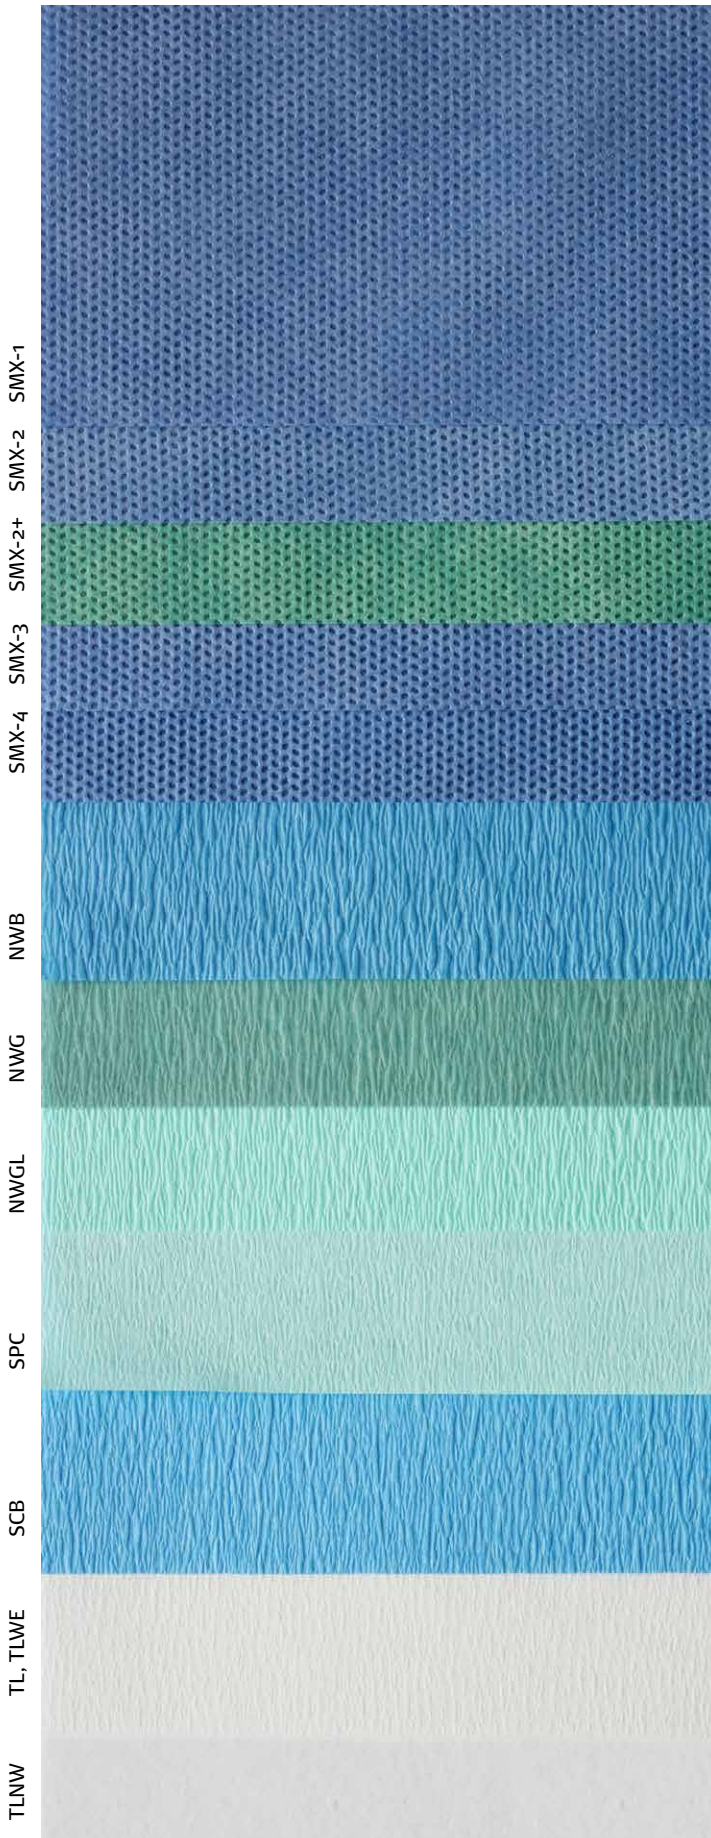 SMX-1
SMX-2
SMX-2+
SMX-3
SMX-4
NWB
NWG
NWGL
SPC
SCB
TL, TLWE
TLNW